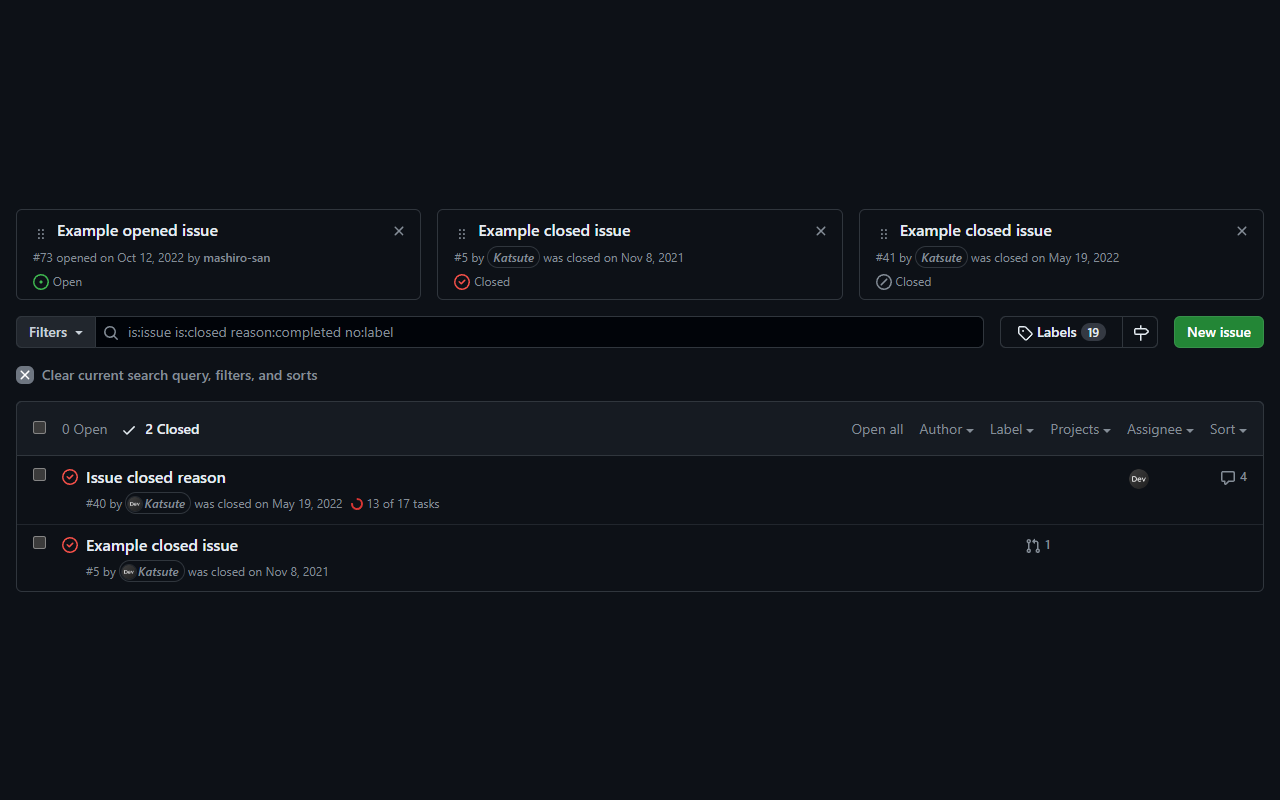 Example opened issue
#73 opened on Oct 12, 2022 by mashiro-san
Open
Example closed issue
#5 by Katsute was closed on Nov 8, 2021
Closed
Example closed issue
#41 by Katsute was closed on May 19, 2022
Closed
Filters is:issue is:closed reason:completed no:label Labels 19 New issue
Clear current search query, filters, and sorts
0 Open 2 Closed Open all Author Label Projects Assignee Sort
Issue closed reason Dev 4
#40 by Dev Katsute was closed on May 19, 2022 13 of 17 tasks
Example closed issue 1
#5 by Dev Katsute was closed on Nov 8, 2021